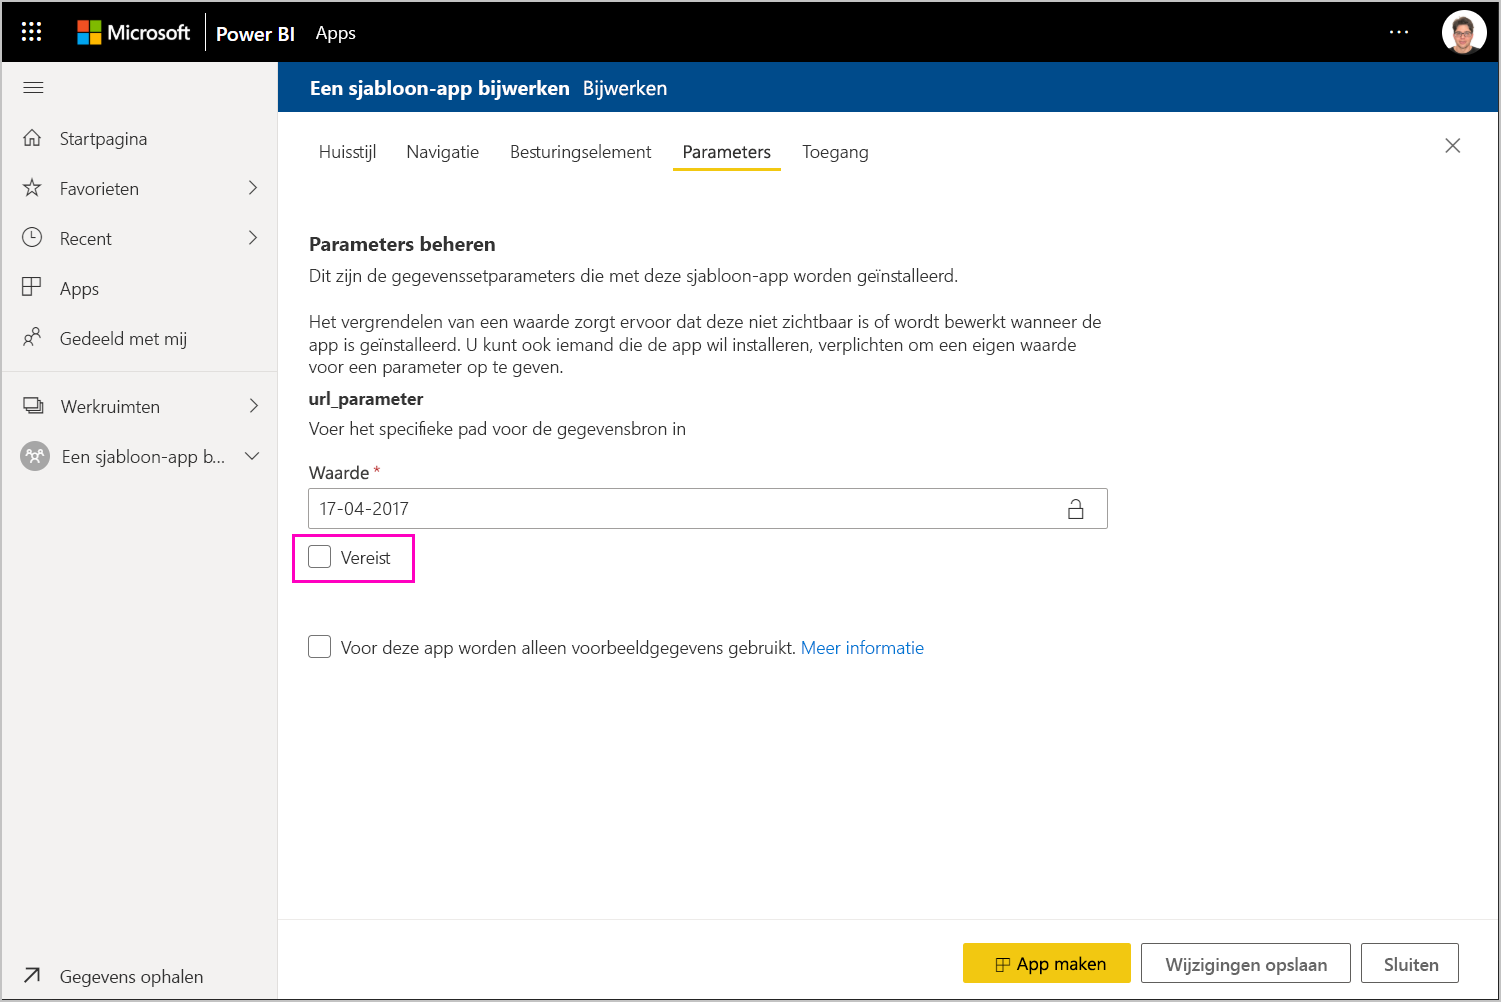 Microsoft Power BI Apps
Een sjabloon-app bijwerken Bijwerken
Startpagina
Favorieten
Recent
Apps
Gedeeld met mij
Werkruimten
Een sjabloon-app b...
Gegevens ophalen
Huisstijl Navigatie Besturingselement Parameters Toegang
Parameters beheren
Dit zijn de gegevenssetparameters die met deze sjabloon-app worden geïnstalleerd.
Het vergrendelen van een waarde zorgt ervoor dat deze niet zichtbaar is of wordt bewerkt wanneer de
app is geïnstalleerd. U kunt ook iemand die de app wil installeren, verplichten om een eigen waarde
voor een parameter op te geven.
url_parameter
Voer het specifieke pad voor de gegevensbron in
Waarde *
17-04-2017
Vereist
Voor deze app worden alleen voorbeeldgegevens gebruikt. Meer informatie
App maken Wijzigingen opslaan Sluiten